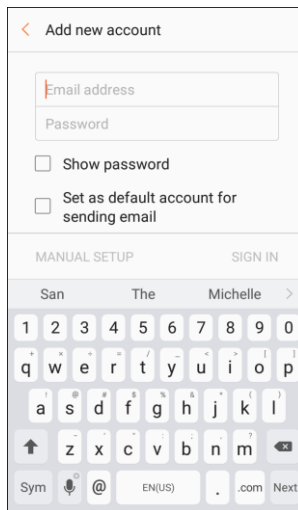 Add new account
Email address
Password
Show password
Set as default account for
sending email
MANUAL SETUP SIGN IN
San The Michelle
1 2 3 4 5 6 7 8 9 0
+ × ÷ = / _ < > [ ]
q w e r t y u i o p
! @ # $ % & * ( )
a s d f g h j k l
- ' " : ; , ?
z x c v b n m
Sym @ EN(US) . .com Next